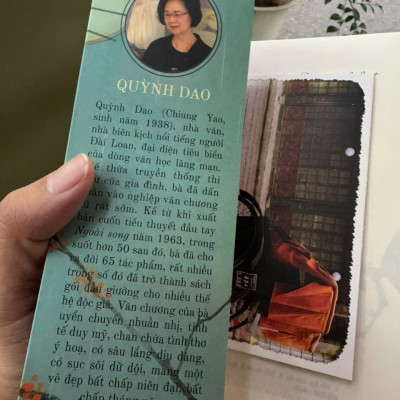 QUỲNH DAO
Quỳnh Dao (Chiung Yao,
sinh năm 1938), nhà văn,
nhà biên kịch nổi tiếng người
Đài Loan, đại diện tiêu biểu
của dòng văn học lãng mạn.
thừa truyền thống thi
của gia đình, bà đã dấn
vào nghiệp văn chương
rất sớm. Kể từ khi xuất
bản cuốn tiểu thuyết đầu tay
Ngoài song năm 1963, trong
suốt hơn 50 sau đó, bà đã cho
ra đời 65 tác phẩm, rất nhiều
trong số đó đã trở thành sách
gối đầu giường cho nhiều thế
hệ độc giả. Văn chương của bà
uyển chuyển nhuần nhị, tinh
tế duy mỹ, chan chứa tình thơ
ý hoạ, có sâu lắng dịu dàng,
có sục sôi dữ dội, mang một
vẻ đẹp bất chấp niên đại, bất
chấp tháng